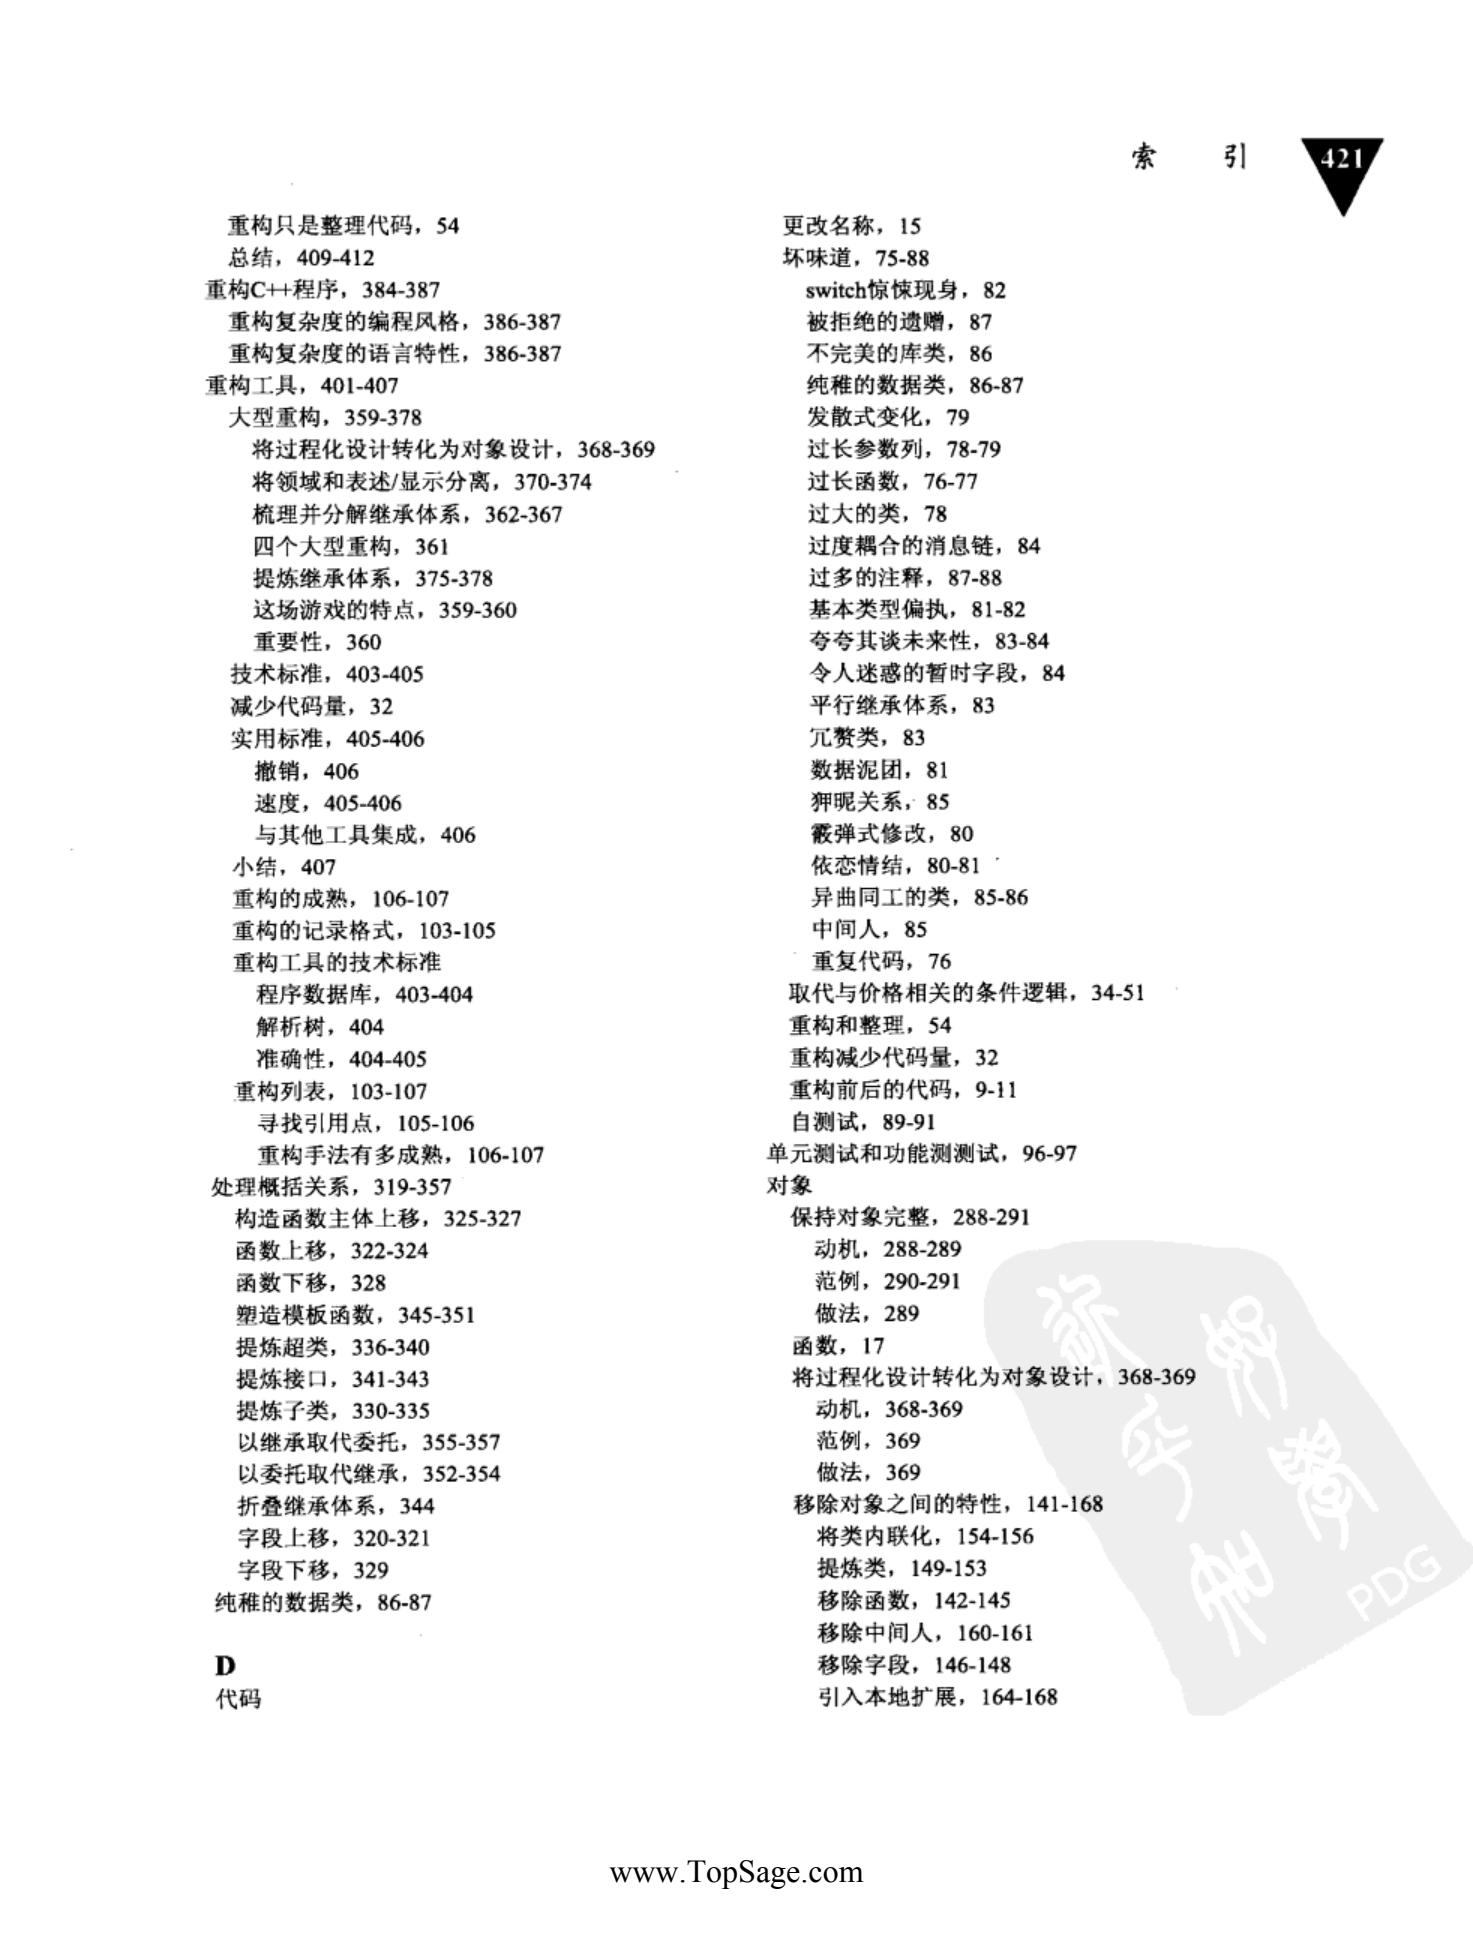 索 引 421
重构只是整理代码，54
总结，409-412
重构C++程序，384-387
重构复杂度的编程风格，386-387
重构复杂度的语言特性，386-387
重构工具，401-407
大型重构，359-378
将过程化设计转化为对象设计，368-369
将领域和表述/显示分离，370-374
梳理并分解继承体系，362-367
四个大型重构，361
提炼继承体系，375-378
这场游戏的特点，359-360
重要性，360
技术标准，403-405
减少代码量，32
实用标准，405-406
撤销，406
速度，405-406
与其他工具集成，406
小结，407
重构的成熟，106-107
重构的记录格式，103-105
重构工具的技术标准
程序数据库，403-404
解析树，404
准确性，404-405
重构列表，103-107
寻找引用点，105-106
重构手法有多成熟，106-107
处理概括关系，319-357
构造函数主体上移，325-327
函数上移，322-324
函数下移，328
塑造模板函数，345-351
提炼超类，336-340
提炼接口，341-343
提炼子类，330-335
以继承取代委托，355-357
以委托取代继承，352-354
折叠继承体系，344
字段上移，320-321
字段下移，329
纯稚的数据类，86-87
D
代码
更改名称，15
坏味道，75-88
switch惊悚现身，82
被拒绝的遗赠，87
不完美的库类，86
纯稚的数据类，86-87
发散式变化，79
过长参数列，78-79
过长函数，76-77
过大的类，78
过度耦合的消息链，84
过多的注释，87-88
基本类型偏执，81-82
夸夸其谈未来性，83-84
令人迷惑的暂时字段，84
平行继承体系，83
冗赘类，83
数据泥团，81
狎昵关系，85
霰弹式修改，80
依恋情结，80-81
异曲同工的类，85-86
中间人，85
重复代码，76
取代与价格相关的条件逻辑，34-51
重构和整理，54
重构减少代码量，32
重构前后的代码，9-11
自测试，89-91
单元测试和功能测测试，96-97
对象
保持对象完整，288-291
动机，288-289
范例，290-291
做法，289
函数，17
将过程化设计转化为对象设计，368-369
动机，368-369
范例，369
做法，369
移除对象之间的特性，141-168
将类内联化，154-156
提炼类，149-153
移除函数，142-145
移除中间人，160-161
移除字段，146-148
引入本地扩展，164-168
PDG
www.TopSage.com